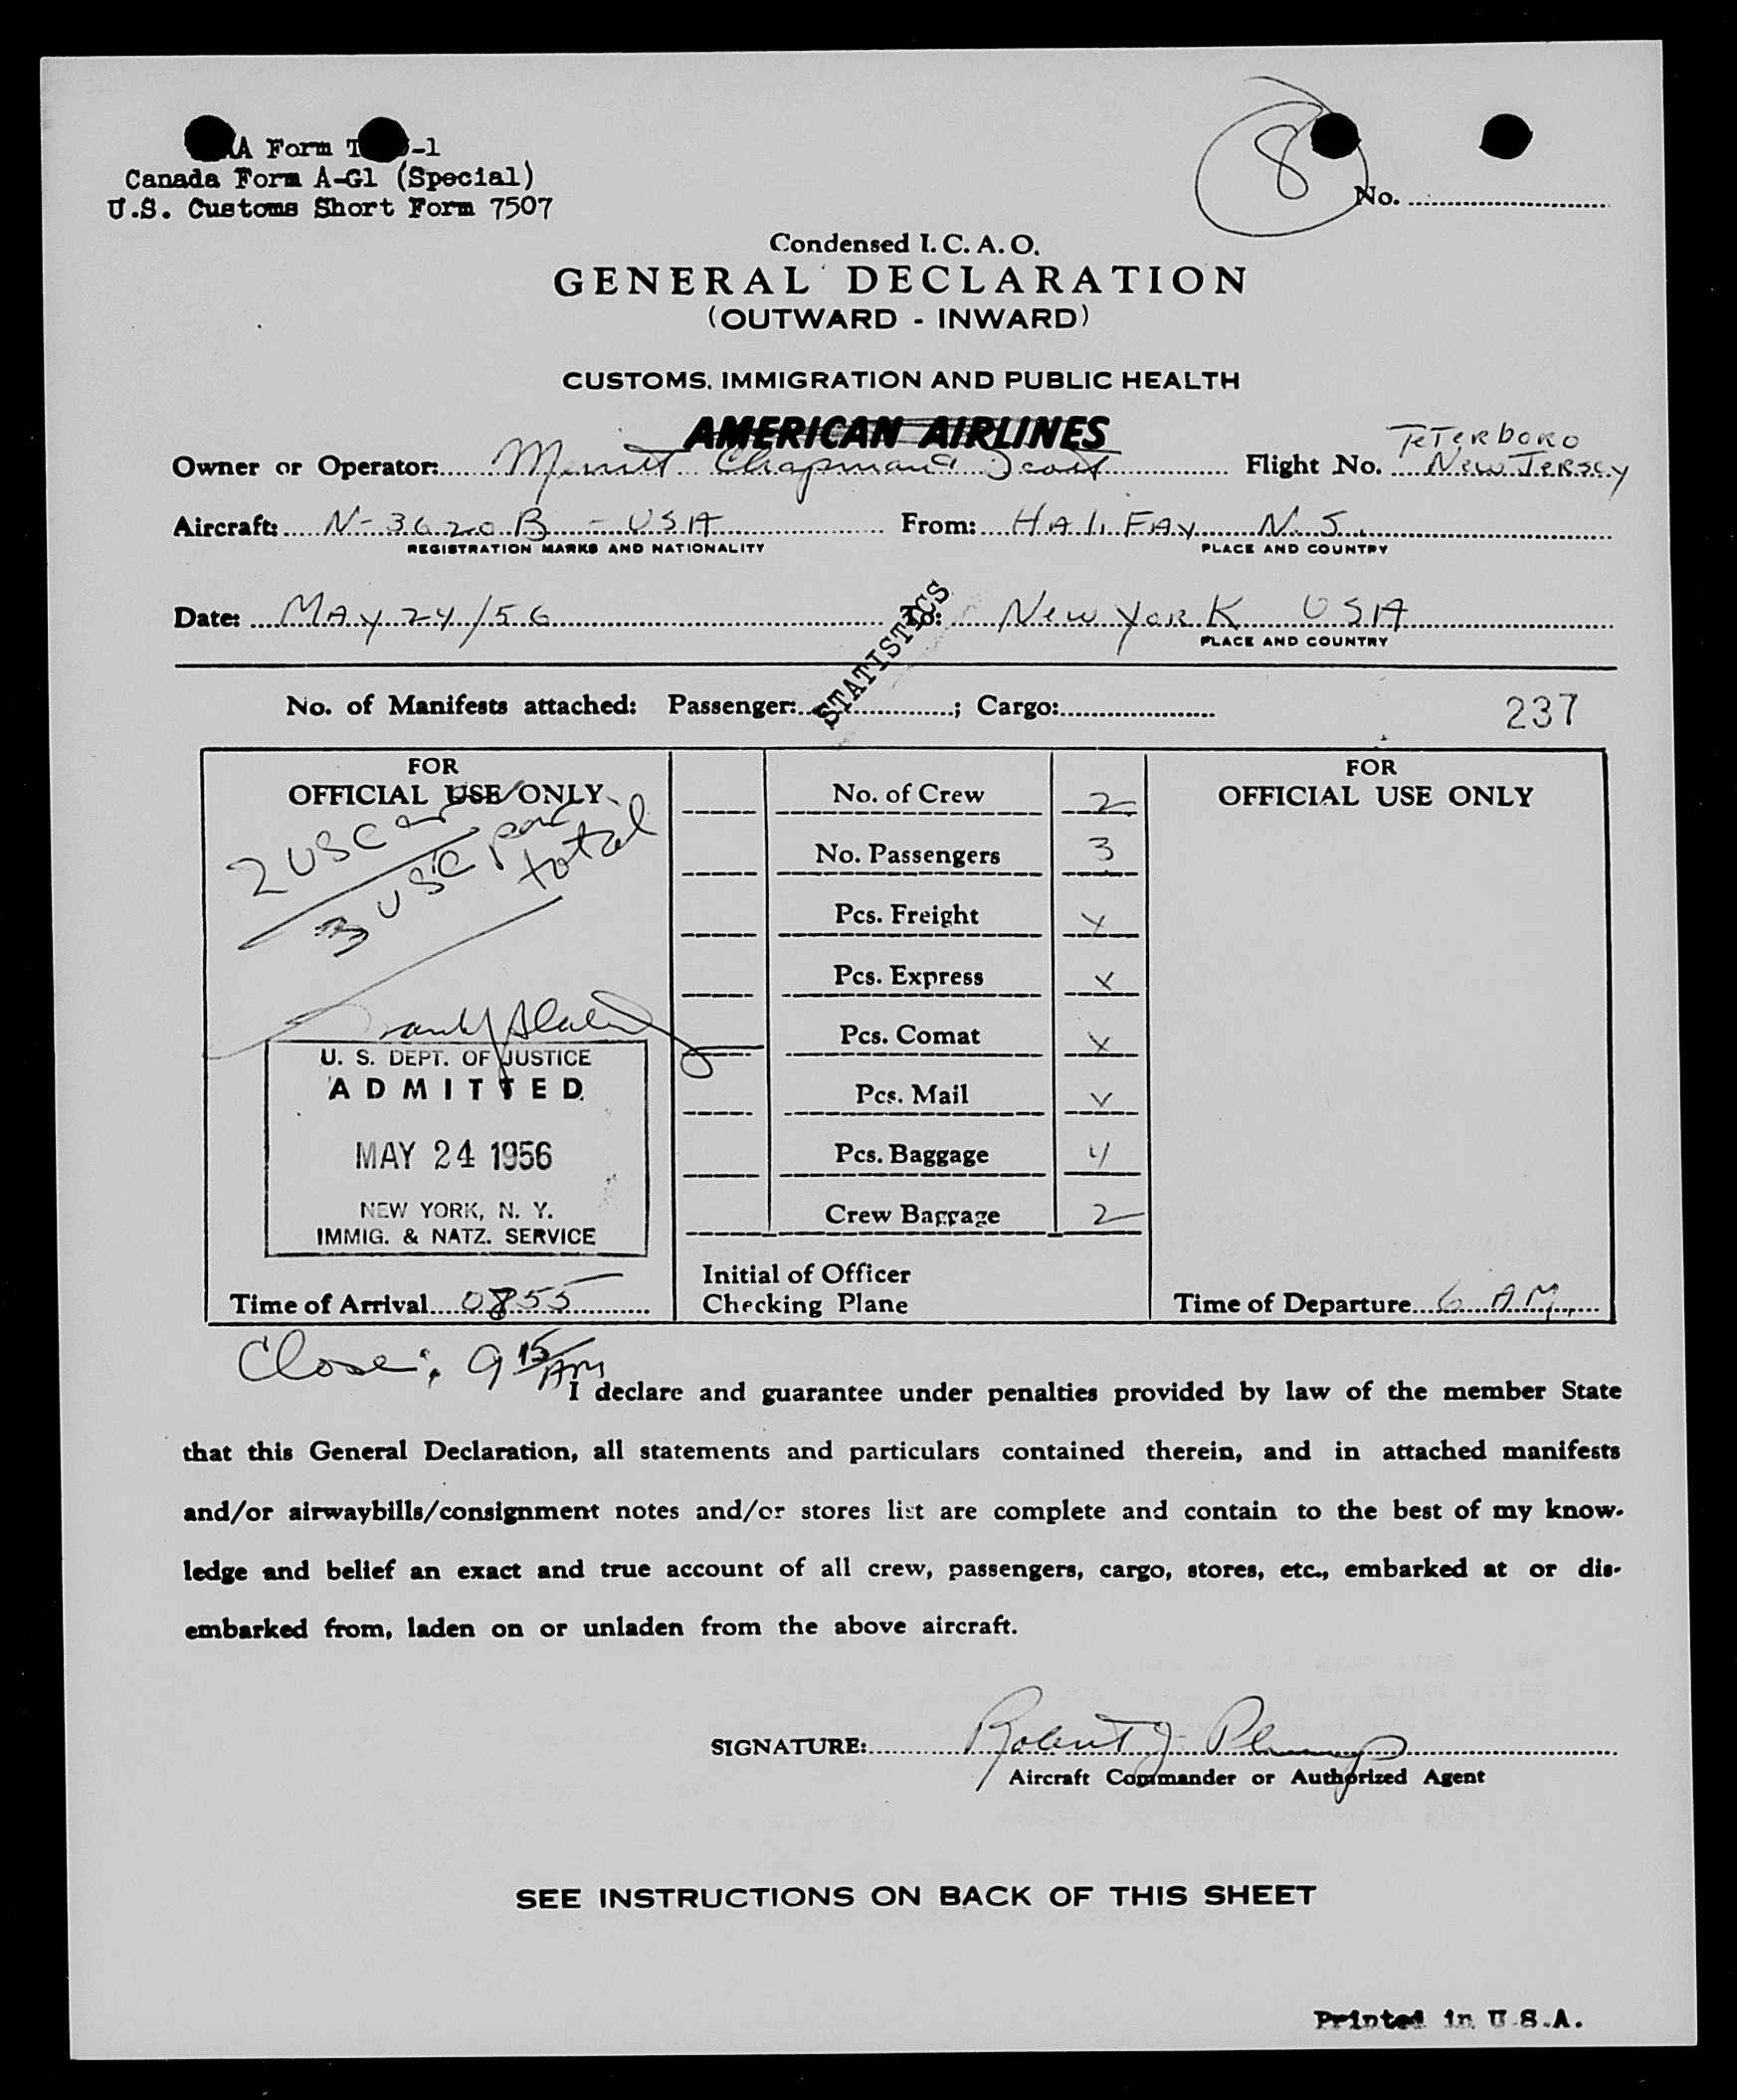 A Form T -1
Canada Form A-G1 (Special)
U.S. Customs Short Form 7507
8
No.
Condensed I.C.A.O.
GENERAL DECLARATION
(OUTWARD - INWARD)
CUSTOMS, IMMIGRATION AND PUBLIC HEALTH
AMERICAN AIRLINES
Owner or Operator: Merritt Chapman & Scott Flight No. Teterboro New Jersey
Aircraft: N-3620B - USA From: HALIFAX N.S.
REGISTRATION MARKS AND NATIONALITY PLACE AND COUNTRY
Date: MAY 24/56 To: New York USA
PLACE AND COUNTRY
STATISTICS
No. of Manifests attached: Passenger: ; Cargo:
237
FOR
OFFICIAL USE ONLY
2 USC
3 USC
total
No. of Crew 2
No. Passengers 3
Pcs. Freight X
Pcs. Express X
Pcs. Comat X
Pcs. Mail X
Pcs. Baggage 4
Crew Baggage 2
FOR
OFFICIAL USE ONLY
U. S. DEPT. OF JUSTICE
ADMITTED
MAY 24 1956
NEW YORK, N. Y.
IMMIG. & NATZ. SERVICE
Time of Arrival 0855
Initial of Officer
Checking Plane
Time of Departure 6 A.M.
Close: 9 15 AM
I declare and guarantee under penalties provided by law of the member State
that this General Declaration, all statements and particulars contained therein, and in attached manifests
and/or airwaybills/consignment notes and/or stores list are complete and contain to the best of my know-
ledge and belief an exact and true account of all crew, passengers, cargo, stores, etc., embarked at or dis-
embarked from, laden on or unladen from the above aircraft.
SIGNATURE: Robert J.
Aircraft Commander or Authorized Agent
SEE INSTRUCTIONS ON BACK OF THIS SHEET
Printed in U.S.A.